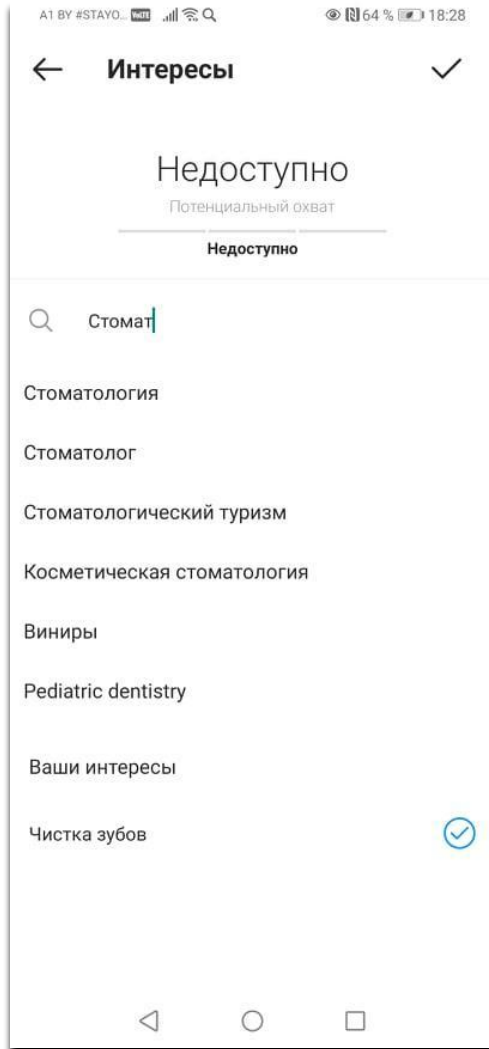 A1 BY #STAYO... VoLTE 64 % 18:28
Интересы
Недоступно
Потенциальный охват
Недоступно
Стомат
Стоматология
Стоматолог
Стоматологический туризм
Косметическая стоматология
Виниры
Pediatric dentistry
Ваши интересы
Чистка зубов